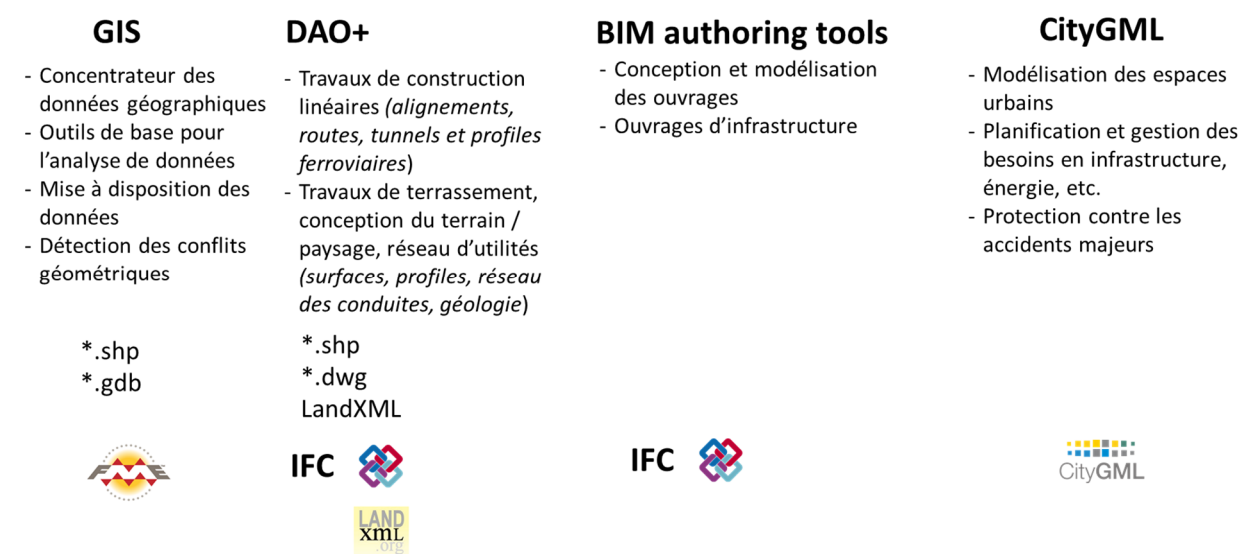 GIS
- Concentrateur des
données géographiques
- Outils de base pour
l'analyse de données
- Mise à disposition des
données
- Détection des conflits
géométriques
*.shp
*.gdb
FME
DAO+
- Travaux de construction
linéaires (alignements,
routes, tunnels et profiles
ferroviaires)
- Travaux de terrassement,
conception du terrain /
paysage, réseau d'utilités
(surfaces, profiles, réseau
des conduites, géologie)
*.shp
*.dwg
LandXML
IFC
LAND
xml
.org
BIM authoring tools
- Conception et modélisation
des ouvrages
- Ouvrages d'infrastructure
IFC
CityGML
- Modélisation des espaces
urbains
- Planification et gestion des
besoins en infrastructure,
énergie, etc.
- Protection contre les
accidents majeurs
CityGML